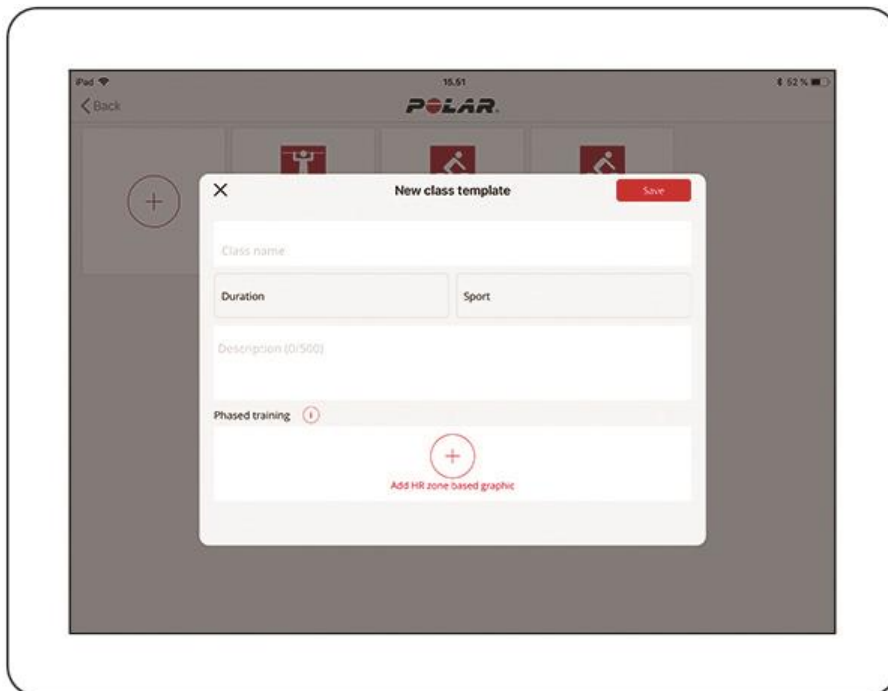 iPad 15.51 52 %
Back POLAR.
New class template Save
Class name
Duration Sport
Description (0/500)
Phased training i
Add HR zone based graphic